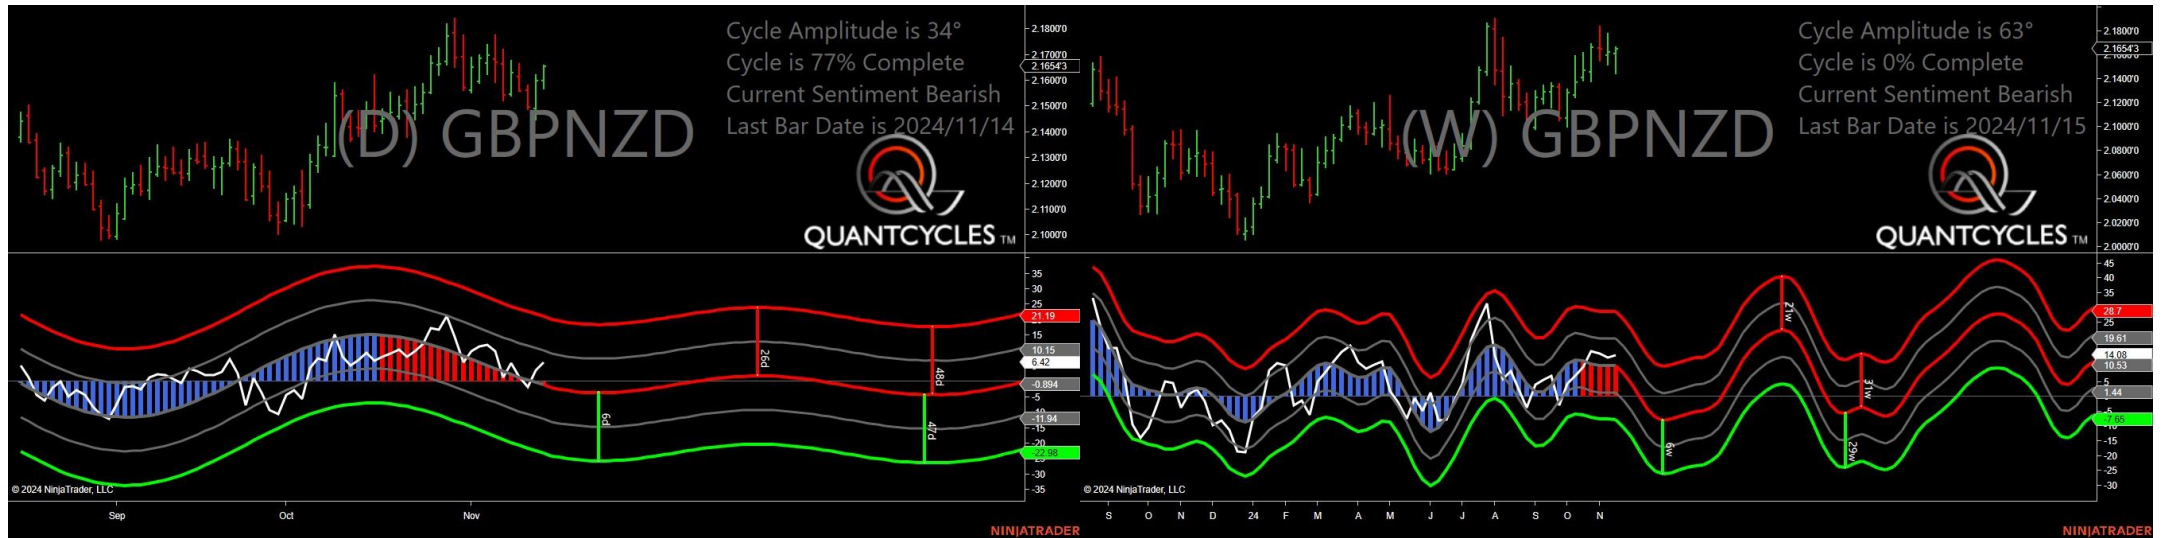 Cycle Amplitude is 34°
Cycle is 77% Complete
Current Sentiment Bearish
Last Bar Date is 2024/11/14
(D) GBPNZD
QUANTCYCLES TM
2.1800'0
2.1700'0
2.1654'3
2.1600'0
2.1500'0
2.1400'0
2.1300'0
2.1200'0
2.1100'0
2.1000'0
35
30
25
21.19
15
10.15
6.42
-0.894
-5
-11.94
-15
-20
-22.98
-30
-35
6d
26d
47d
48d
© 2024 NinjaTrader, LLC
Sep Oct Nov
NINJATRADER
Cycle Amplitude is 63°
Cycle is 0% Complete
Current Sentiment Bearish
Last Bar Date is 2024/11/15
(W) GBPNZD
QUANTCYCLES TM
2.1800'0
2.1654'3
2.1400'0
2.1200'0
2.1000'0
2.0800'0
2.0600'0
2.0400'0
2.0200'0
2.0000'0
45
40
35
28.7
25
19.61
14.08
10.53
5
1.44
-5
-7.65
-15
-20
-25
-30
6w
21w
29w
31w
© 2024 NinjaTrader, LLC
S O N D 24 F M A M J J A S O N
NINJATRADER